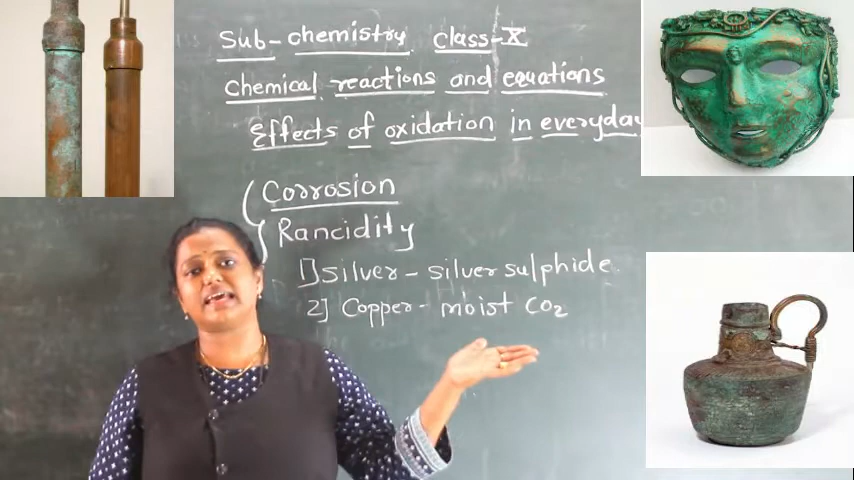 Sub- chemistry class-X
chemical reactions and equations
Effects of oxidation in everyday
Corrosion
Rancidity
1] Silver - silver sulphide.
2] Copper - moist CO2